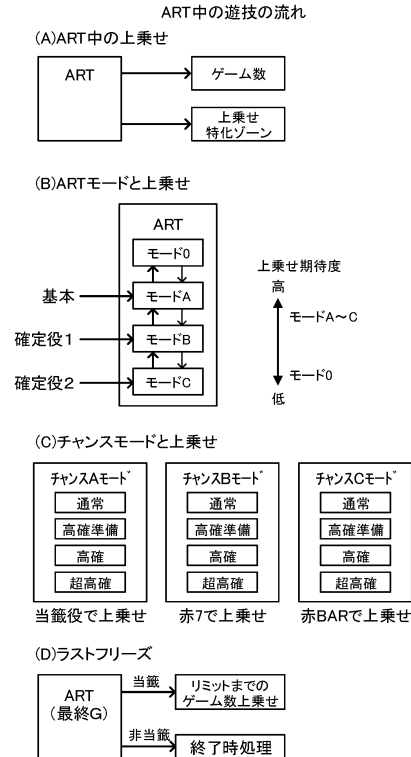 ART中の遊技の流れ
(A)ART中の上乗せ
ART
ゲーム数
上乗せ
特化ゾーン
(B)ARTモードと上乗せ
ART
モード0
モードA
モードB
モードC
基本
確定役1
確定役2
上乗せ期待度
高
モードA～C
モード0
低
(C)チャンスモードと上乗せ
チャンスAモード
通常
高確準備
高確
超高確
当籤役で上乗せ
チャンスBモード
通常
高確準備
高確
超高確
赤7で上乗せ
チャンスCモード
通常
高確準備
高確
超高確
赤BARで上乗せ
(D)ラストフリーズ
ART
(最終G)
当籤
リミットまでの
ゲーム数上乗せ
非当籤
終了時処理